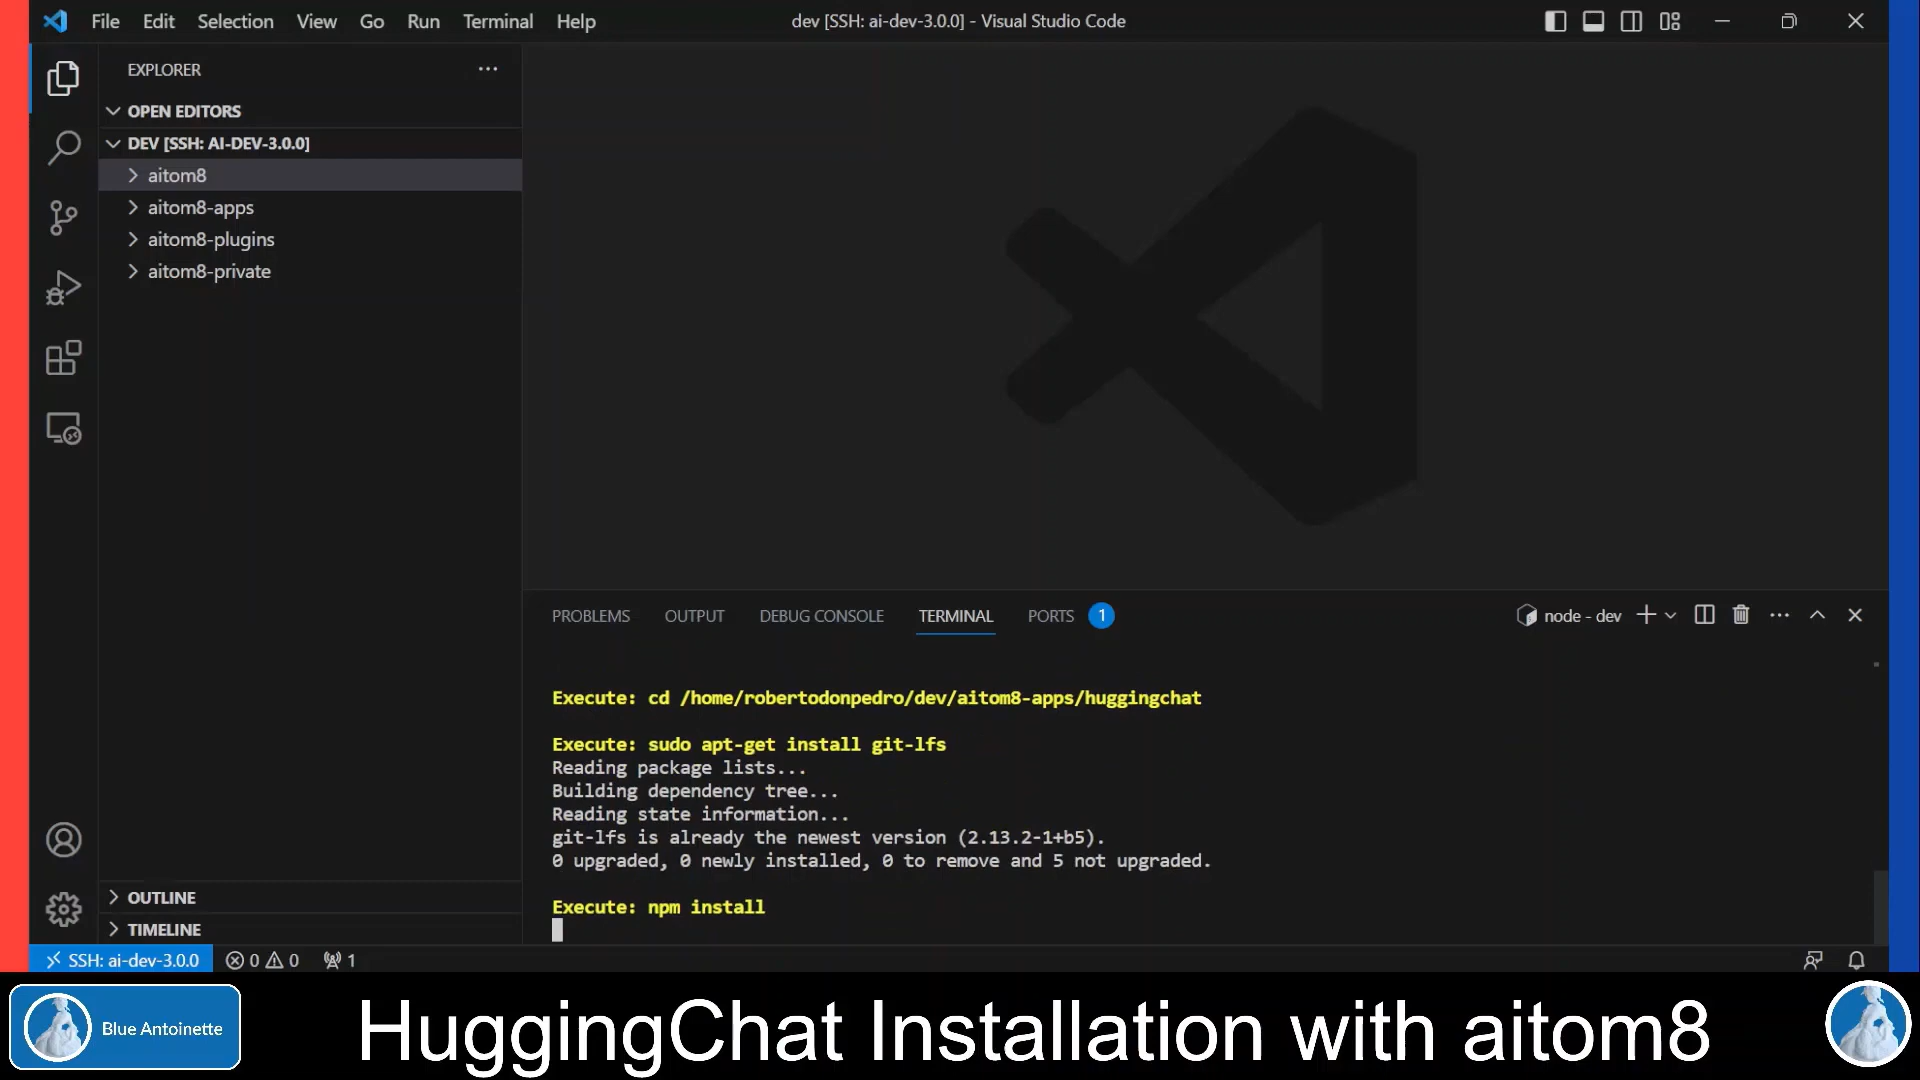 File Edit Selection View Go Run Terminal Help
dev [SSH: ai-dev-3.0.0] - Visual Studio Code
EXPLORER
OPEN EDITORS
DEV [SSH: AI-DEV-3.0.0]
aitom8
aitom8-apps
aitom8-plugins
aitom8-private
OUTLINE
TIMELINE
PROBLEMS OUTPUT DEBUG CONSOLE TERMINAL PORTS 1
node - dev
Execute: cd /home/robertodonpedro/dev/aitom8-apps/huggingchat
Execute: sudo apt-get install git-lfs
Reading package lists...
Building dependency tree...
Reading state information...
git-lfs is already the newest version (2.13.2-1+b5).
0 upgraded, 0 newly installed, 0 to remove and 5 not upgraded.
Execute: npm install
SSH: ai-dev-3.0.0 0 0 1
Blue Antoinette
HuggingChat Installation with aitom8